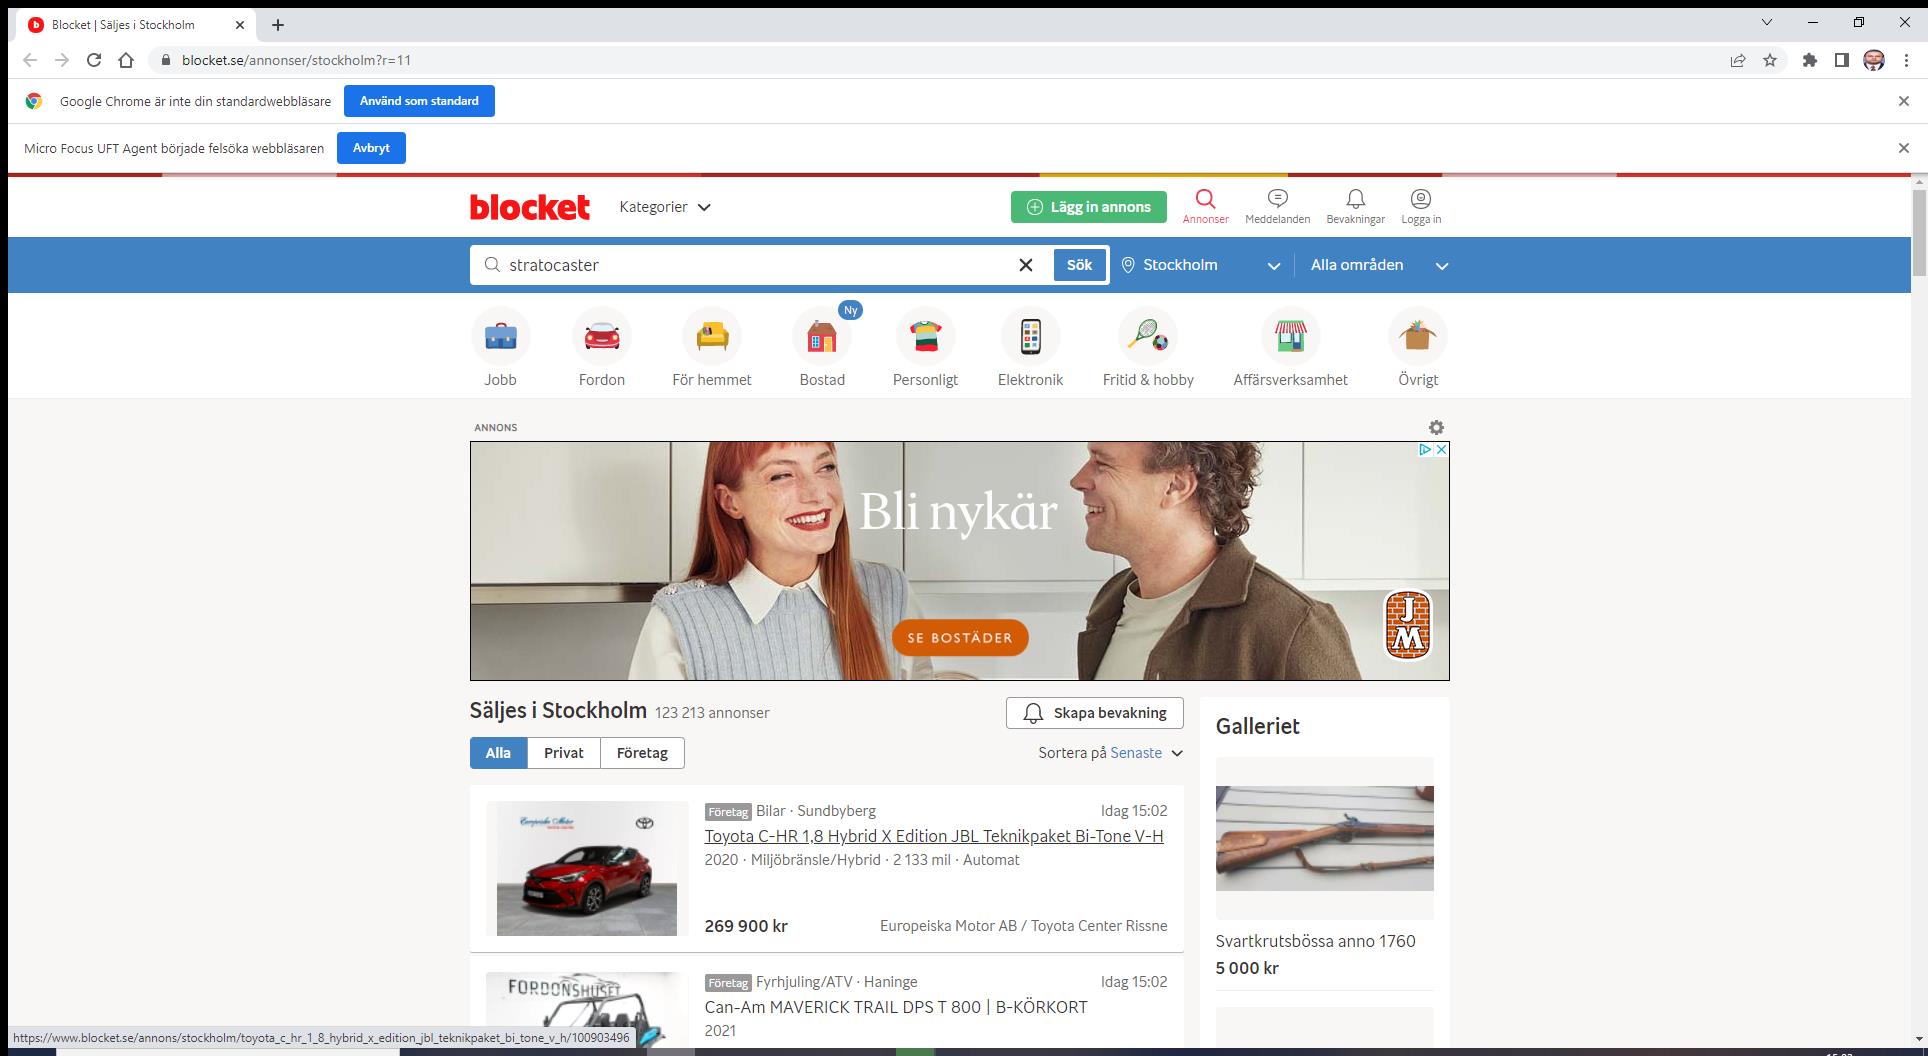 Blocket | Säljes i Stockholm
blocket.se/annonser/stockholm?r=11
Google Chrome är inte din standardwebbläsare Använd som standard
Micro Focus UFT Agent började felsöka webbläsaren Avbryt
blocket Kategorier Lägg in annons Annonser Meddelanden Bevakningar Logga in
stratocaster Sök Stockholm Alla områden
Ny
Jobb Fordon För hemmet Bostad Personligt Elektronik Fritid & hobby Affärsverksamhet Övrigt
ANNONS
Bli nykär
SE BOSTÄDER
JM
Säljes i Stockholm 123 213 annonser Skapa bevakning
Alla Privat Företag Sortera på Senaste
Galleriet
Företag Bilar · Sundbyberg Idag 15:02
Europeiska Motor
Toyota C-HR 1,8 Hybrid X Edition JBL Teknikpaket Bi-Tone V-H
2020 · Miljöbränsle/Hybrid · 2 133 mil · Automat
269 900 kr Europeiska Motor AB / Toyota Center Rissne
Svartkrutsbössa anno 1760
5 000 kr
FORDONSHUSET
Företag Fyrhjuling/ATV · Haninge Idag 15:02
Can-Am MAVERICK TRAIL DPS T 800 | B-KÖRKORT
2021
https://www.blocket.se/annons/stockholm/toyota_c_hr_1_8_hybrid_x_edition_jbl_teknikpaket_bi_tone_v_h/100903496